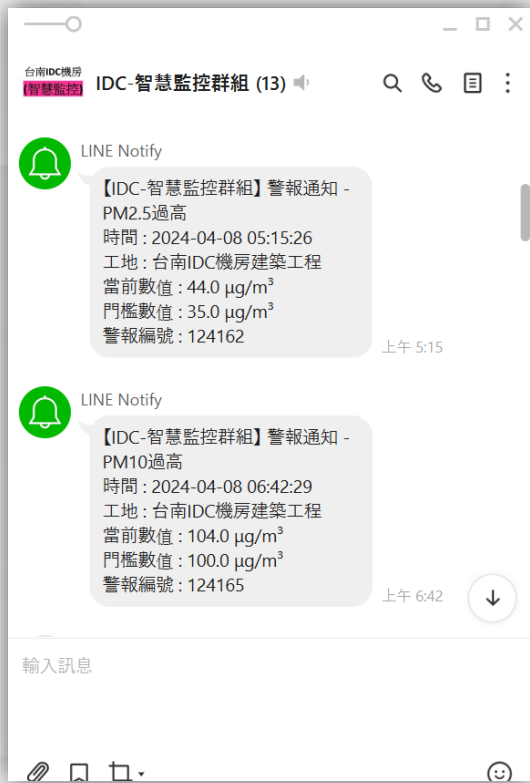 台南IDC機房
(智慧監控)
IDC-智慧監控群組 (13)
LINE Notify
【IDC-智慧監控群組】警報通知 -
PM2.5過高
時間 : 2024-04-08 05:15:26
工地 : 台南IDC機房建築工程
當前數值 : 44.0 μg/m³
門檻數值 : 35.0 μg/m³
警報編號 : 124162
上午 5:15
LINE Notify
【IDC-智慧監控群組】警報通知 -
PM10過高
時間 : 2024-04-08 06:42:29
工地 : 台南IDC機房建築工程
當前數值 : 104.0 μg/m³
門檻數值 : 100.0 μg/m³
警報編號 : 124165
上午 6:42
輸入訊息